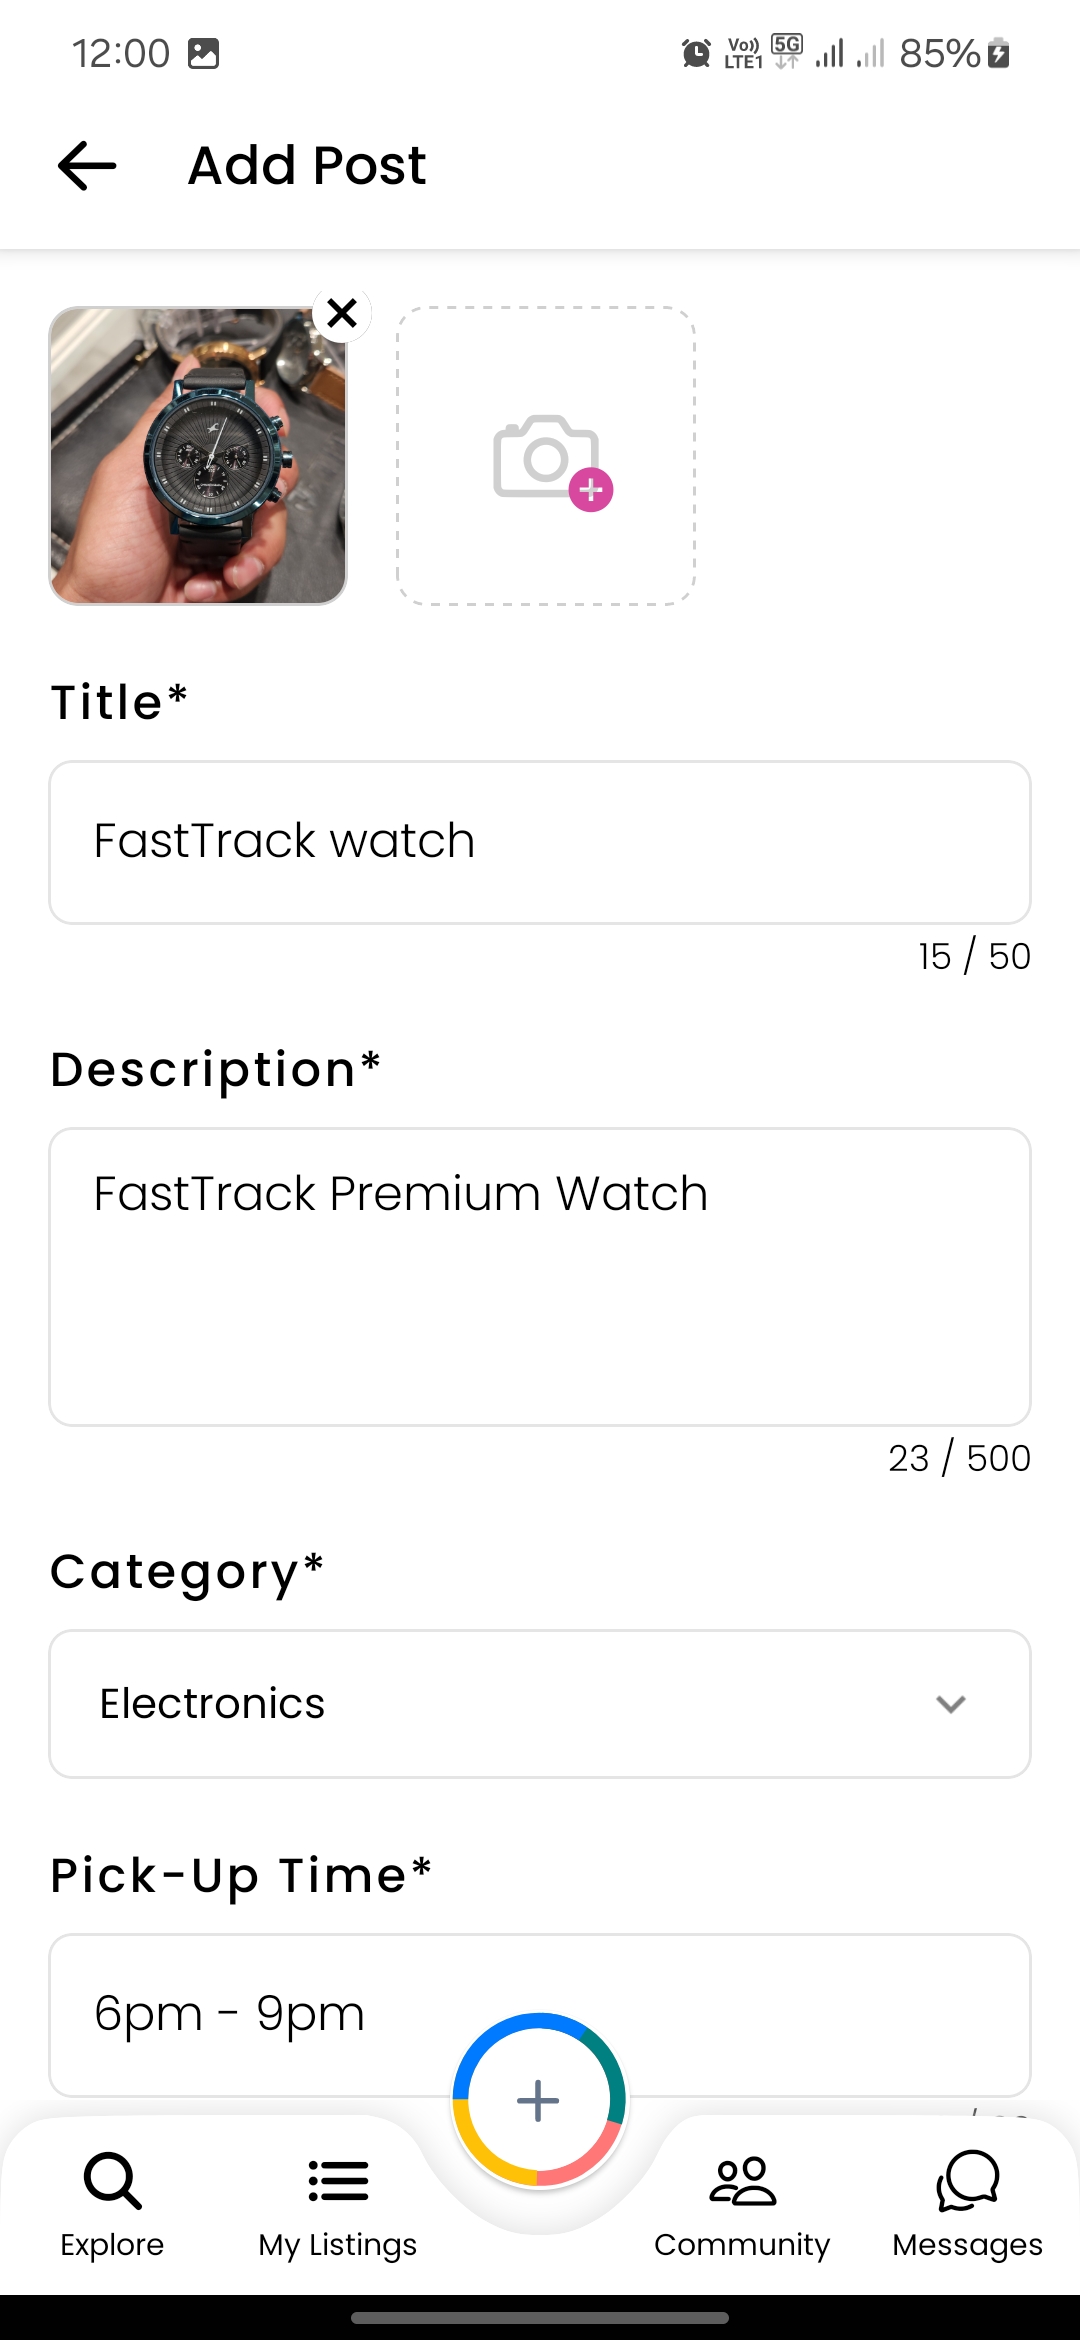 12:00
Vo)) LTE1 5G 85%
Add Post
Title*
FastTrack watch
15 / 50
Description*
FastTrack Premium Watch
23 / 500
Category*
Electronics
Pick-Up Time*
6pm - 9pm
Explore
My Listings
Community
Messages